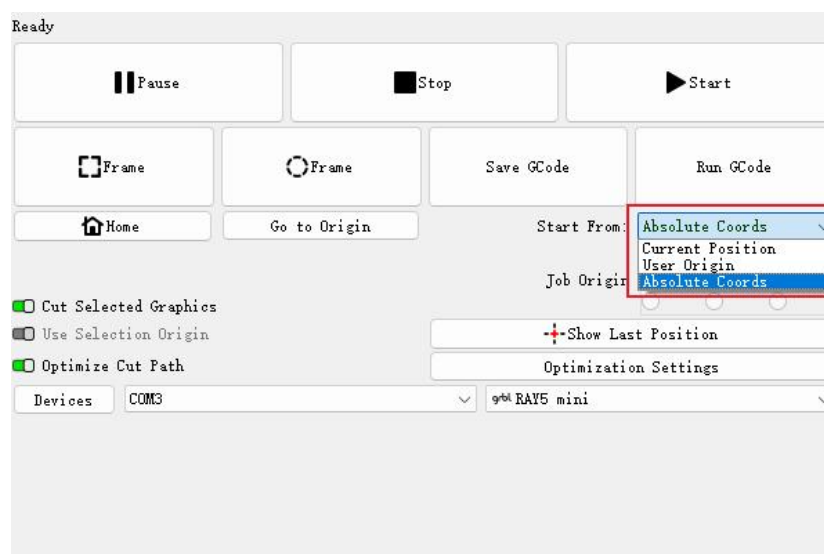 Ready
Pause
Stop
Start
Frame
Frame
Save GCode
Run GCode
Home
Go to Origin
Start From:
Absolute Coords
Current Position
User Origin
Absolute Coords
Job Origin
Cut Selected Graphics
Use Selection Origin
Show Last Position
Optimize Cut Path
Optimization Settings
Devices
COM3
grbl RAY5 mini